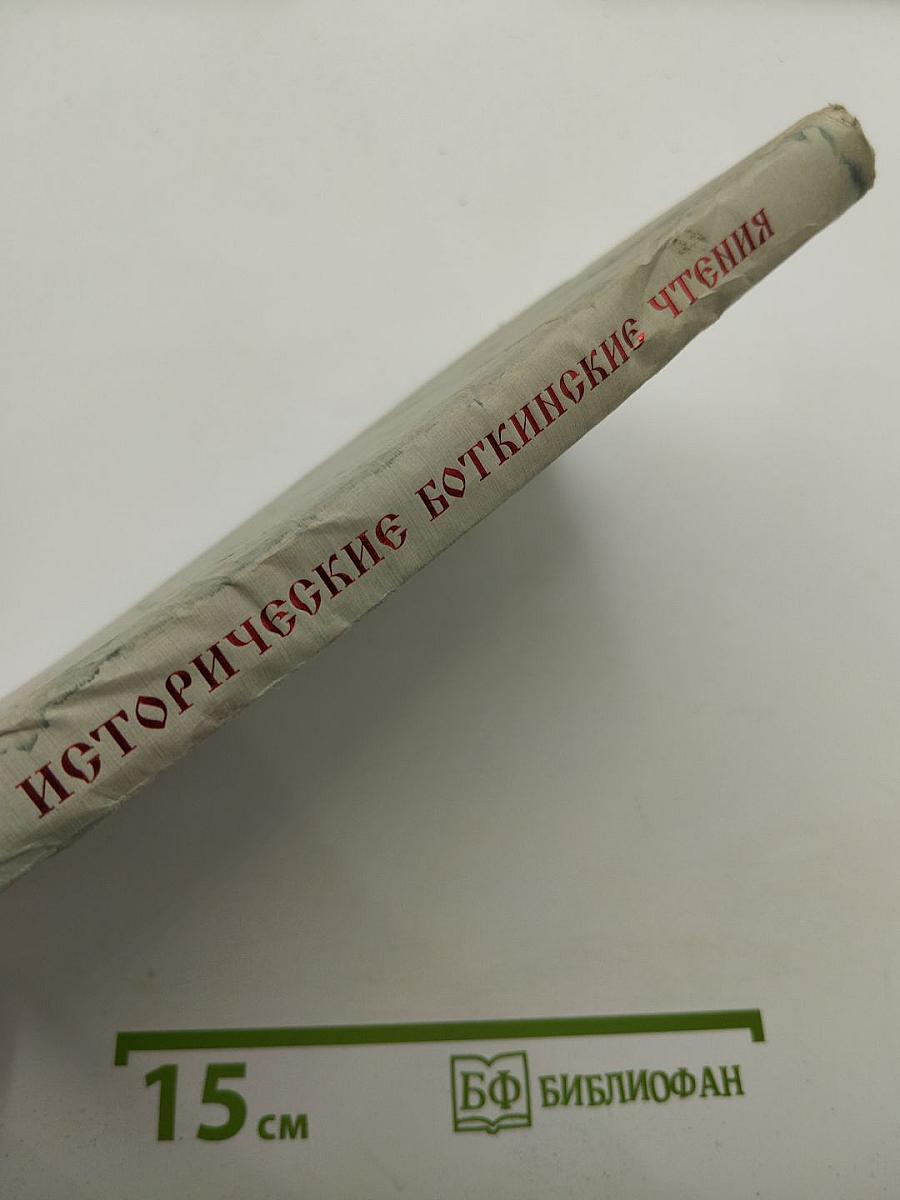 ИСТОРИЧЕСКИЕ БОТКИНСКИЕ ЧТЕНИЯ
15 см
БФ БИБЛИОФАН